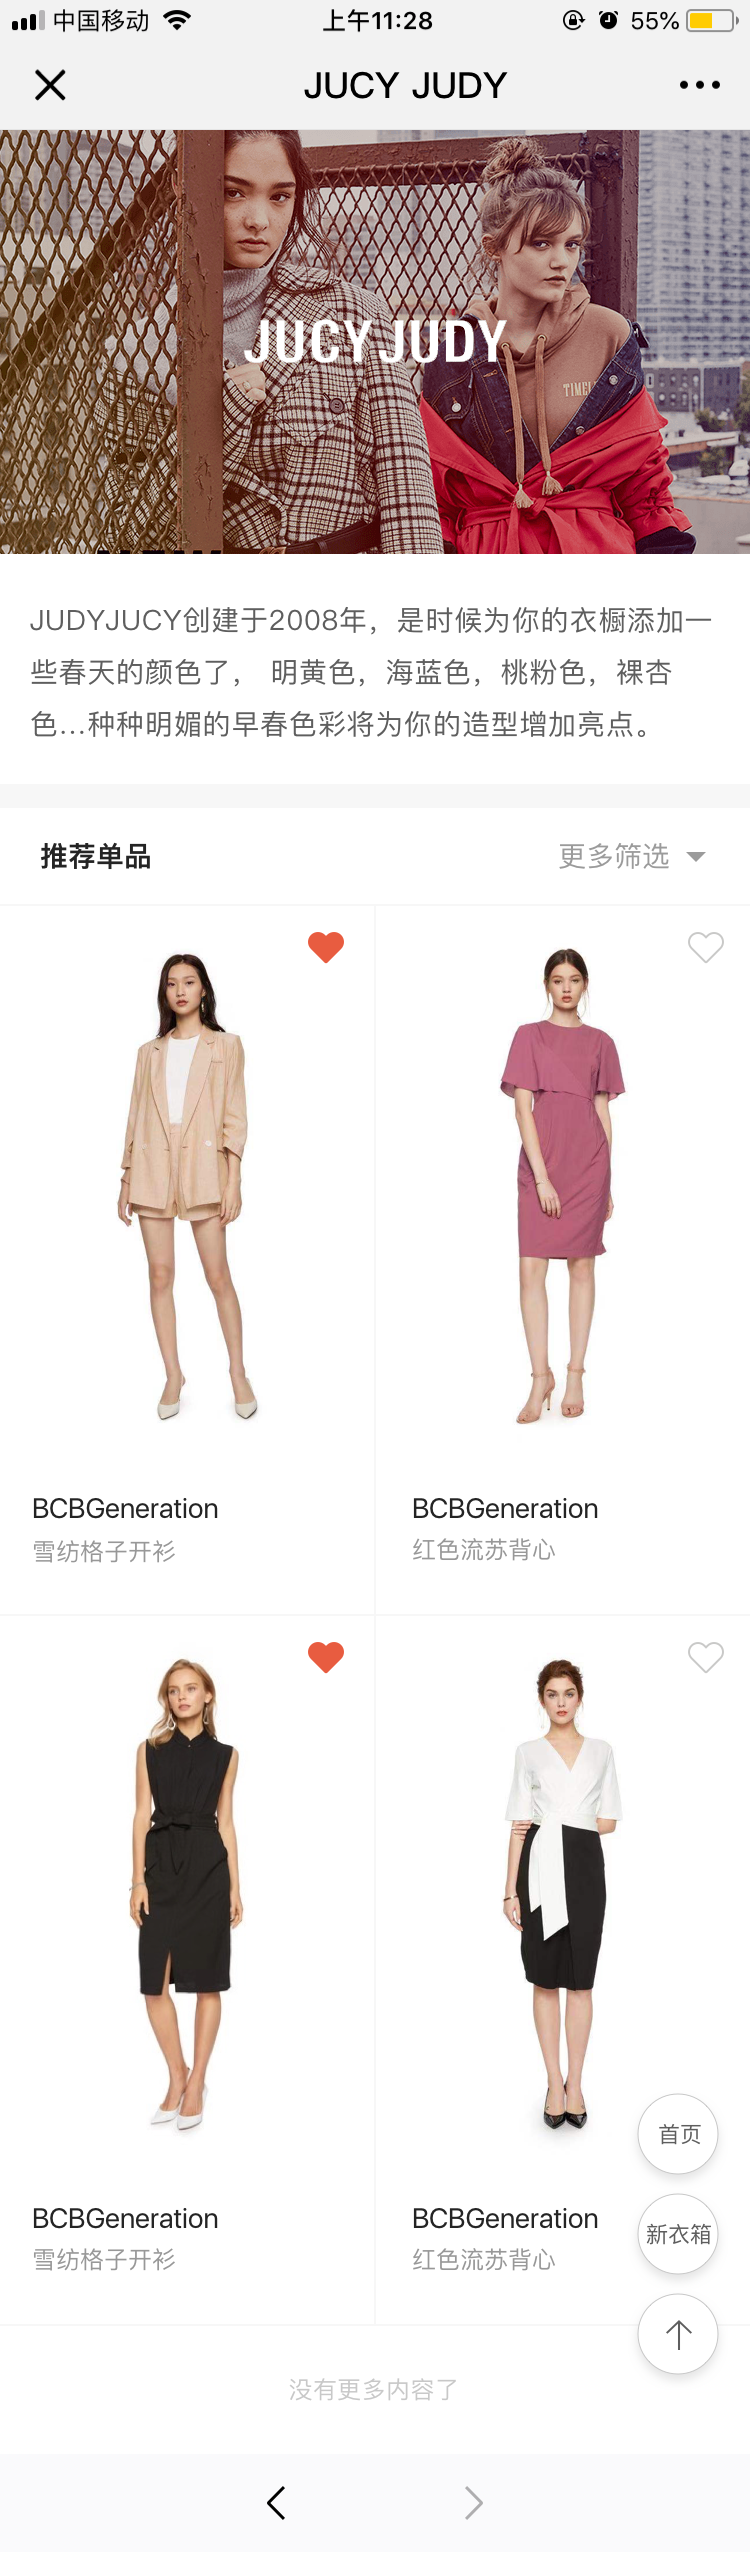 中国移动
上午11:28
55%
JUCY JUDY
JUCY JUDY
TIMEL
JUDYJUCY创建于2008年，是时候为你的衣橱添加一
些春天的颜色了， 明黄色，海蓝色，桃粉色，裸杏
色...种种明媚的早春色彩将为你的造型增加亮点。
推荐单品
更多筛选
BCBGeneration
雪纺格子开衫
BCBGeneration
红色流苏背心
BCBGeneration
雪纺格子开衫
BCBGeneration
红色流苏背心
首页
新衣箱
没有更多内容了